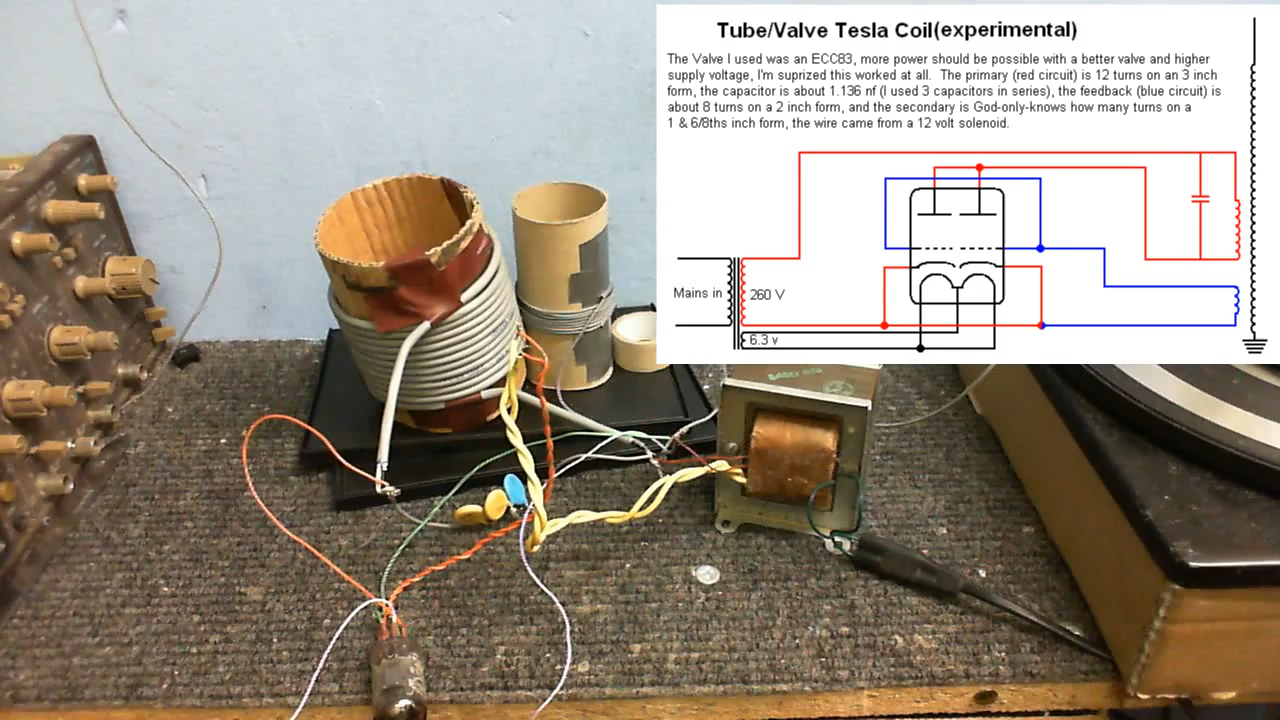 Tube/Valve Tesla Coil(experimental)
The Valve I used was an ECC83, more power should be possible with a better valve and higher
supply voltage, I'm suprized this worked at all.  The primary (red circuit) is 12 turns on an 3 inch
form, the capacitor is about 1.136 nf (I used 3 capacitors in series), the feedback (blue circuit) is
about 8 turns on a 2 inch form, and the secondary is God-only-knows how many turns on a
1 & 6/8ths inch form, the wire came from a 12 volt solenoid.
Mains in
260 V
6.3 v